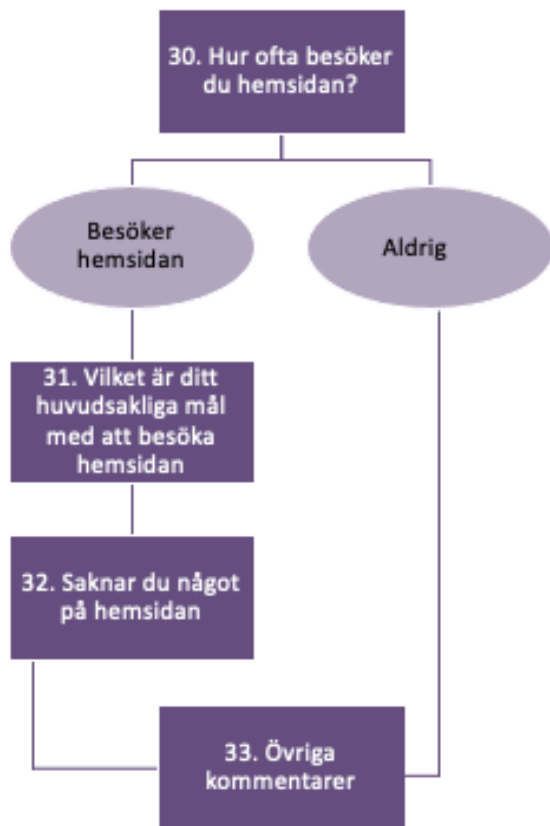 30. Hur ofta besöker
du hemsidan?
Besöker
hemsidan
Aldrig
31. Vilket är ditt
huvudsakliga mål
med att besöka
hemsidan
32. Saknar du något
på hemsidan
33. Övriga
kommentarer